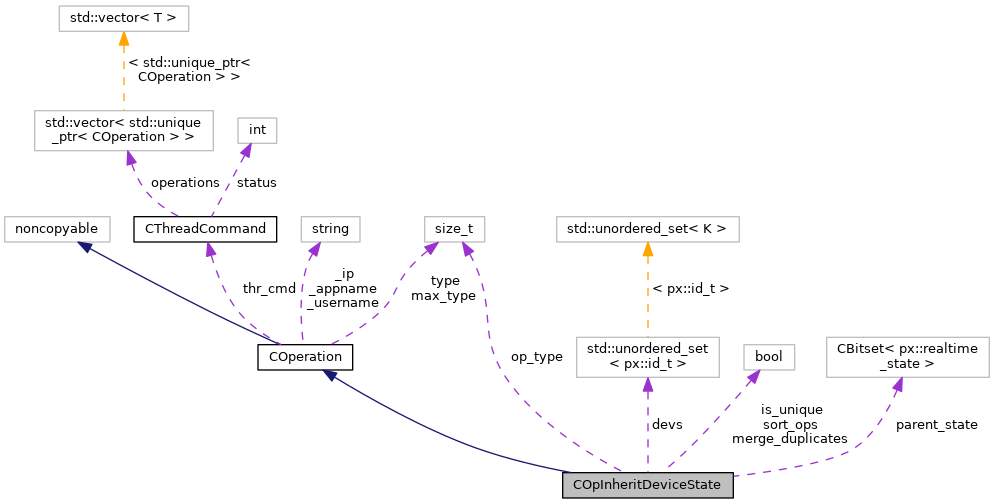 std::vector< T >
< std::unique_ptr<
COperation > >
std::vector< std::unique
_ptr< COperation > >
int
operations
status
noncopyable
CThreadCommand
string
size_t
std::unordered_set< K >
thr_cmd
_ip
_appname
_username
type
max_type
< px::id_t >
COperation
op_type
std::unordered_set
< px::id_t >
bool
CBitset< px::realtime
_state >
devs
is_unique
sort_ops
merge_duplicates
parent_state
COpInheritDeviceState